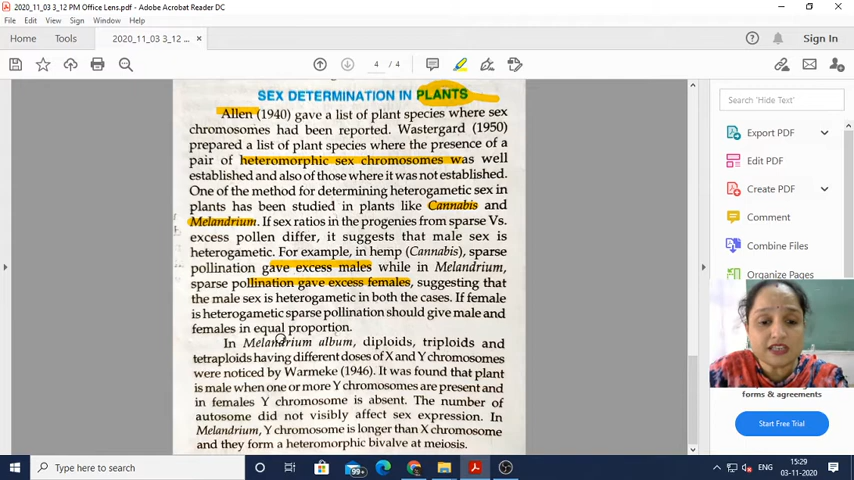 2020_11_03 3_12 PM Office Lens.pdf - Adobe Acrobat Reader DC
File Edit View Sign Window Help
Home Tools 2020_11_03 3_12 ... ×
Sign In
4 / 4
SEX DETERMINATION IN PLANTS
Allen (1940) gave a list of plant species where sex
chromosomes had been reported. Wastergard (1950)
prepared a list of plant species where the presence of a
pair of heteromorphic sex chromosomes was well
established and also of those where it was not established.
One of the method for determining heterogametic sex in
plants has been studied in plants like Cannabis and
Melandrium. If sex ratios in the progenies from sparse Vs.
excess pollen differ, it suggests that male sex is
heterogametic. For example, in hemp (Cannabis), sparse
pollination gave excess males while in Melandrium,
sparse pollination gave excess females, suggesting that
the male sex is heterogametic in both the cases. If female
is heterogametic sparse pollination should give male and
females in equal proportion.
In Melandrium album, diploids, triploids and
tetraploids having different doses of X and Y chromosomes
were noticed by Warmeke (1946). It was found that plant
is male when one or more Y chromosomes are present and
in females Y chromosome is absent. The number of
autosome did not visibly affect sex expression. In
Melandrium, Y chromosome is longer than X chromosome
and they form a heteromorphic bivalve at meiosis.
Search 'Hide Text'
Export PDF
Edit PDF
Create PDF
Comment
Combine Files
Organize Pages
forms & agreements
Start Free Trial
Type here to search
99+
ENG
15:29
03-11-2020